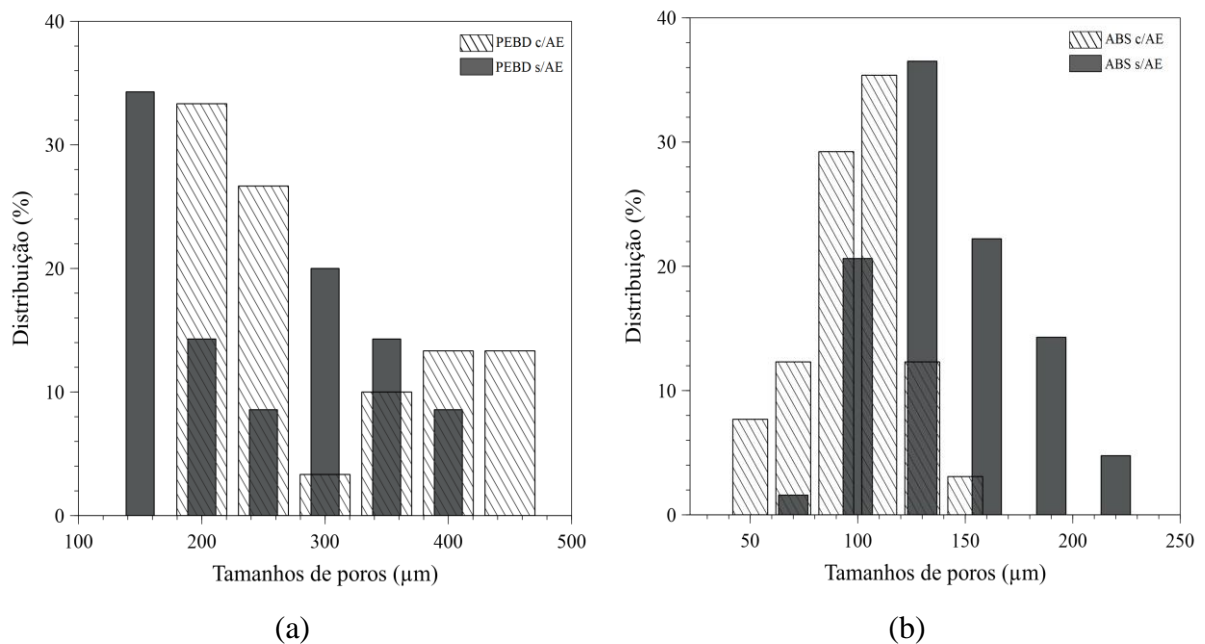 40
30
20
10
0
Distribuição (%)
PEBD c/AE
PEBD s/AE
100 200 300 400 500
Tamanhos de poros (µm)
(a)
40
30
20
10
0
Distribuição (%)
ABS c/AE
ABS s/AE
50 100 150 200 250
Tamanhos de poros (µm)
(b)